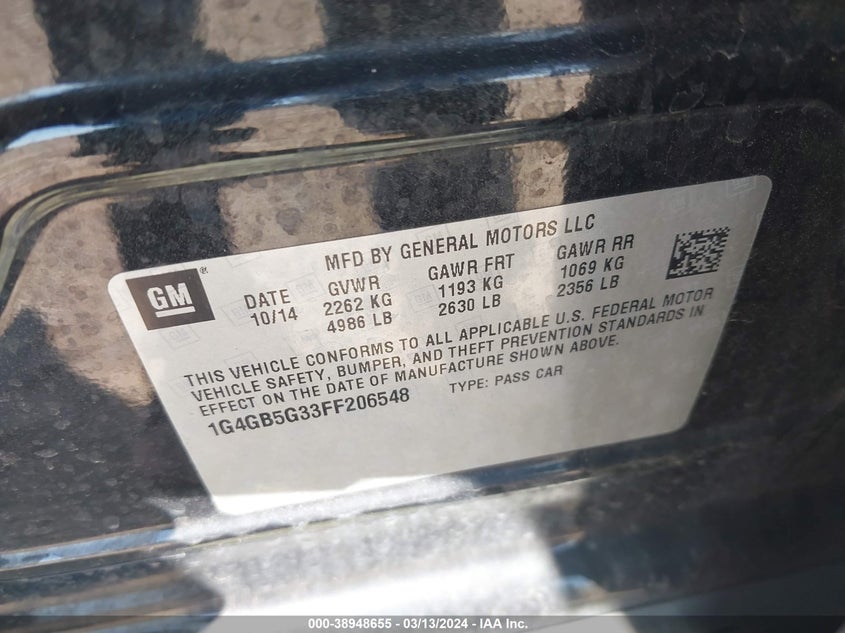 MFD BY GENERAL MOTORS LLC
GM®
DATE GVWR GAWR FRT GAWR RR
10/14 2262 KG 1193 KG 1069 KG
4986 LB 2630 LB 2356 LB
THIS VEHICLE CONFORMS TO ALL APPLICABLE U.S. FEDERAL MOTOR
VEHICLE SAFETY, BUMPER, AND THEFT PREVENTION STANDARDS IN
EFFECT ON THE DATE OF MANUFACTURE SHOWN ABOVE.
1G4GB5G33FF206548 TYPE: PASS CAR
000-38948655 - 03/13/2024 - IAA Inc.